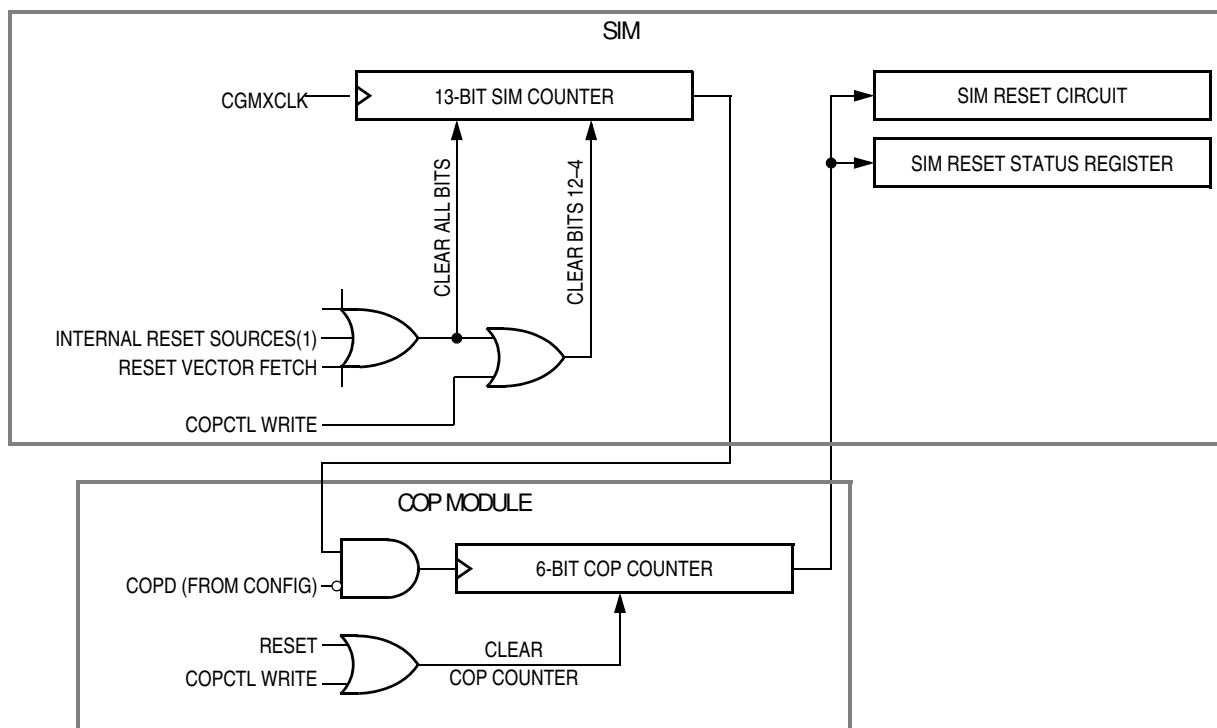 SIM
CGMXCLK
13-BIT SIM COUNTER
SIM RESET CIRCUIT
SIM RESET STATUS REGISTER
CLEAR ALL BITS
CLEAR BITS 12–4
INTERNAL RESET SOURCES(1)
RESET VECTOR FETCH
COPCTL WRITE
COP MODULE
COPD (FROM CONFIG)
6-BIT COP COUNTER
RESET
COPCTL WRITE
CLEAR
COP COUNTER